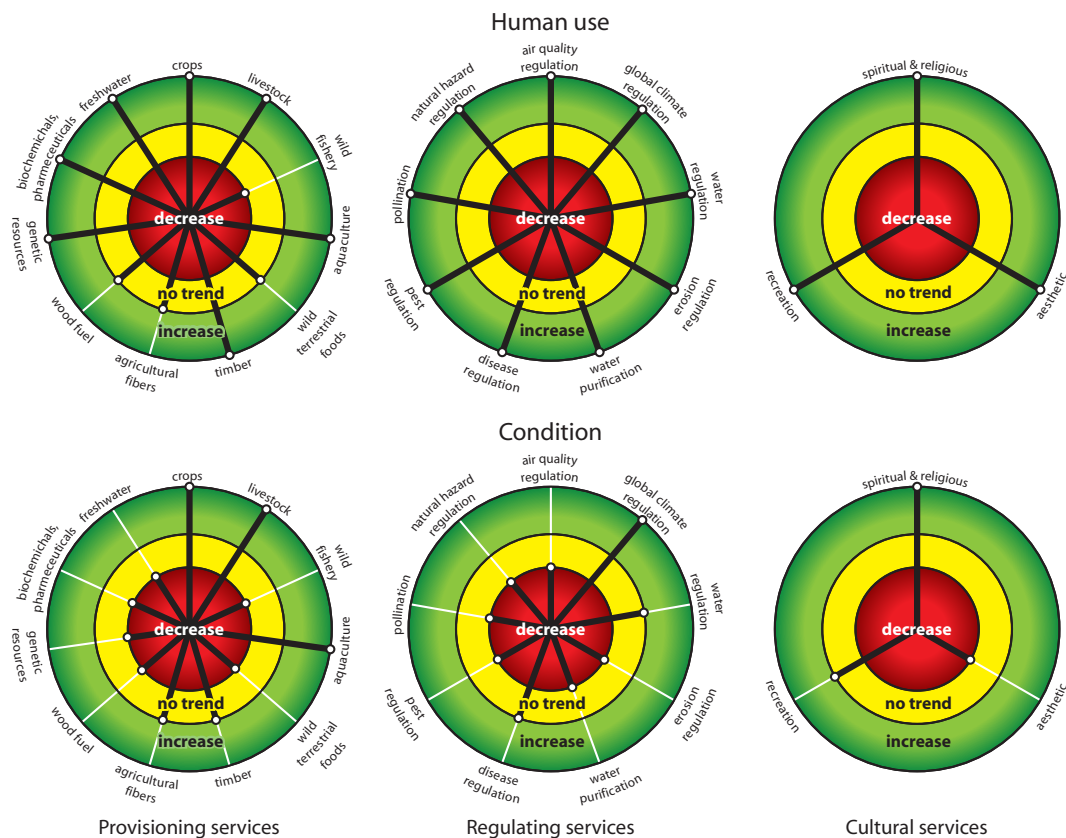 Human use
crops
livestock
wild
fishery
aquaculture
wild
terrestrial
foods
timber
agricultural
fibers
wood fuel
genetic
resources
biochemichals,
pharmeceuticals
freshwater
decrease
no trend
increase
air quality
regulation
global climate
regulation
water
regulation
erosion
regulation
water
purification
disease
regulation
pest
regulation
pollination
natural hazard
regulation
decrease
no trend
increase
spiritual & religious
aesthetic
recreation
decrease
no trend
increase
Condition
crops
livestock
wild
fishery
aquaculture
wild
terrestrial
foods
timber
agricultural
fibers
wood fuel
genetic
resources
biochemichals,
pharmeceuticals
freshwater
decrease
no trend
increase
air quality
regulation
global climate
regulation
water
regulation
erosion
regulation
water
purification
disease
regulation
pest
regulation
pollination
natural hazard
regulation
decrease
no trend
increase
spiritual & religious
aesthetic
recreation
decrease
no trend
increase
Provisioning services
Regulating services
Cultural services